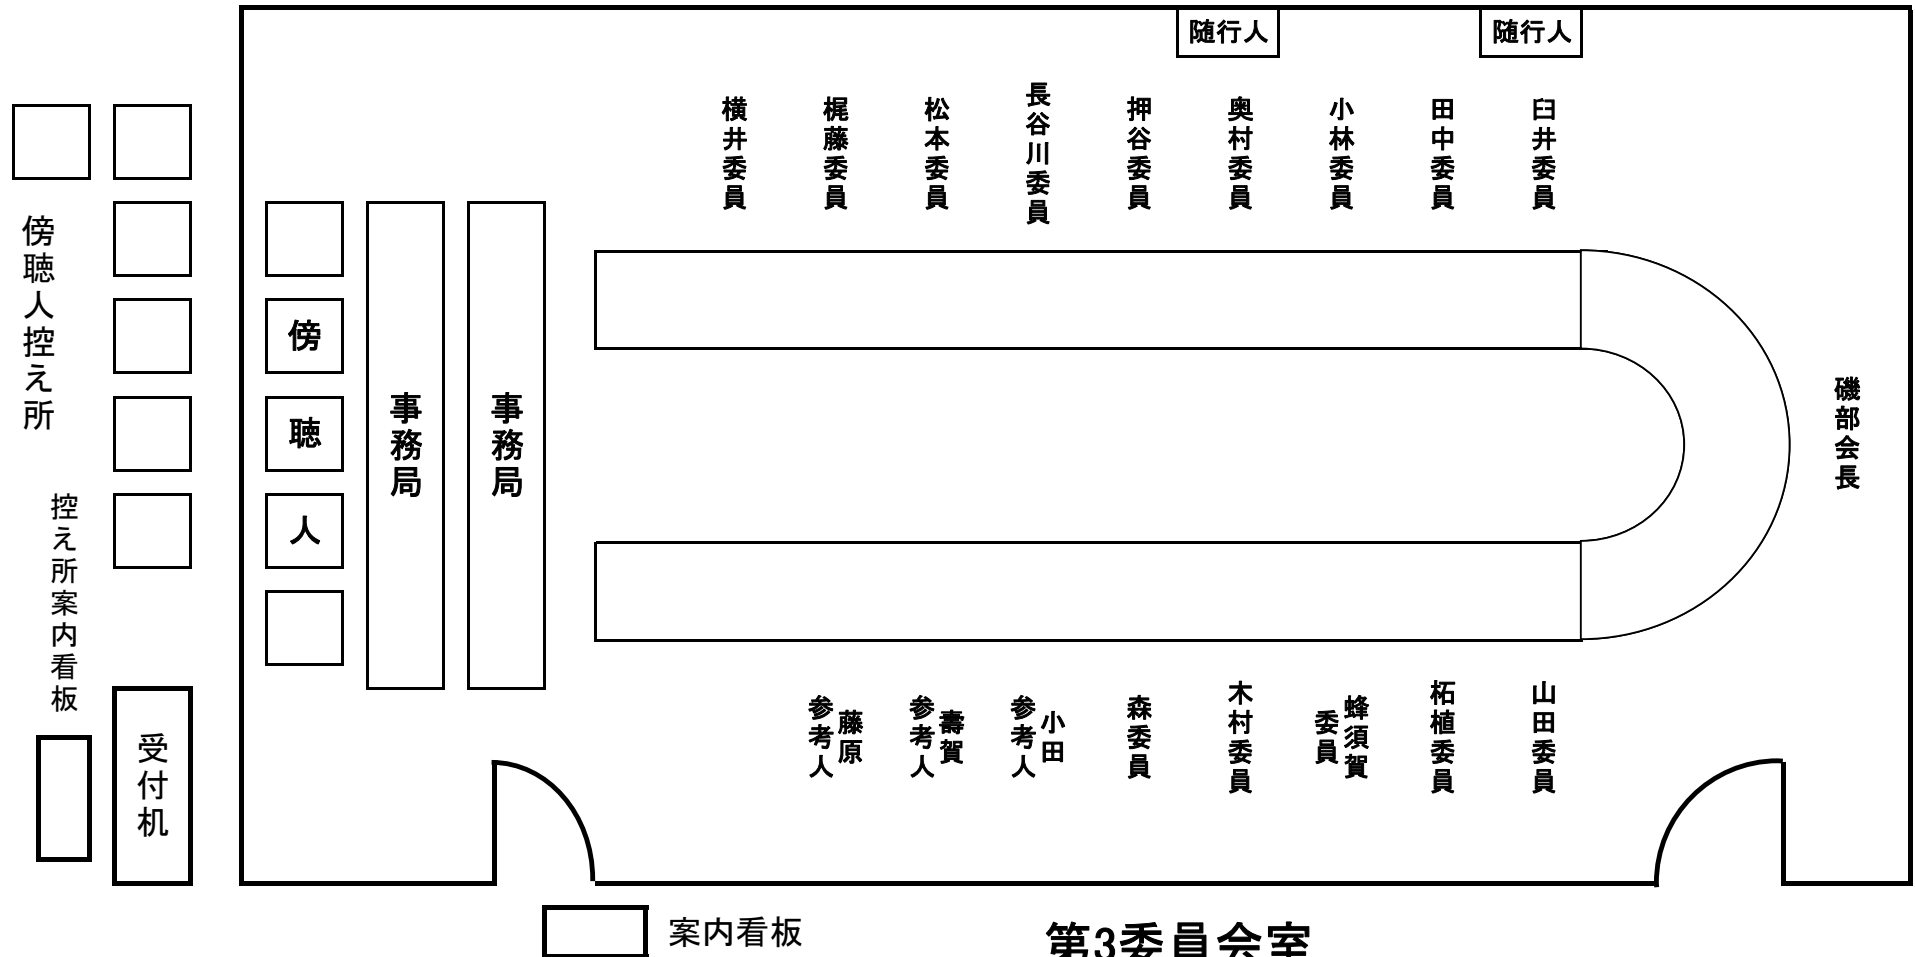 随行人
随行人
横井委員
梶藤委員
松本委員
長谷川委員
押谷委員
奥村委員
小林委員
田中委員
臼井委員
傍聴人控え所
傍
聴
人
事務局
事務局
磯部会長
控え所案内看板
受付机
藤原
参考人
壽賀
参考人
小田
参考人
森委員
木村委員
蜂須賀
委員
柘植委員
山田委員
案内看板
第3委員会室